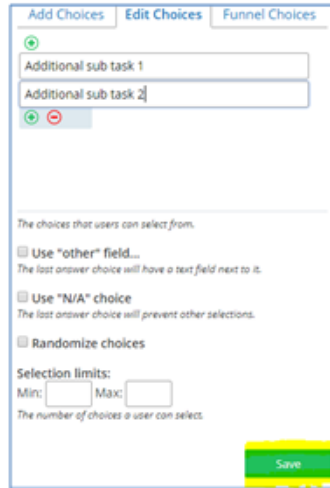 Add Choices Edit Choices Funnel Choices
Additional sub task 1
Additional sub task 2
The choices that users can select from.
Use "other" field...
The last answer choice will have a text field next to it.
Use "N/A" choice
The last answer choice will prevent other selections.
Randomize choices
Selection limits:
Min: Max:
The number of choices a user can select.
Save